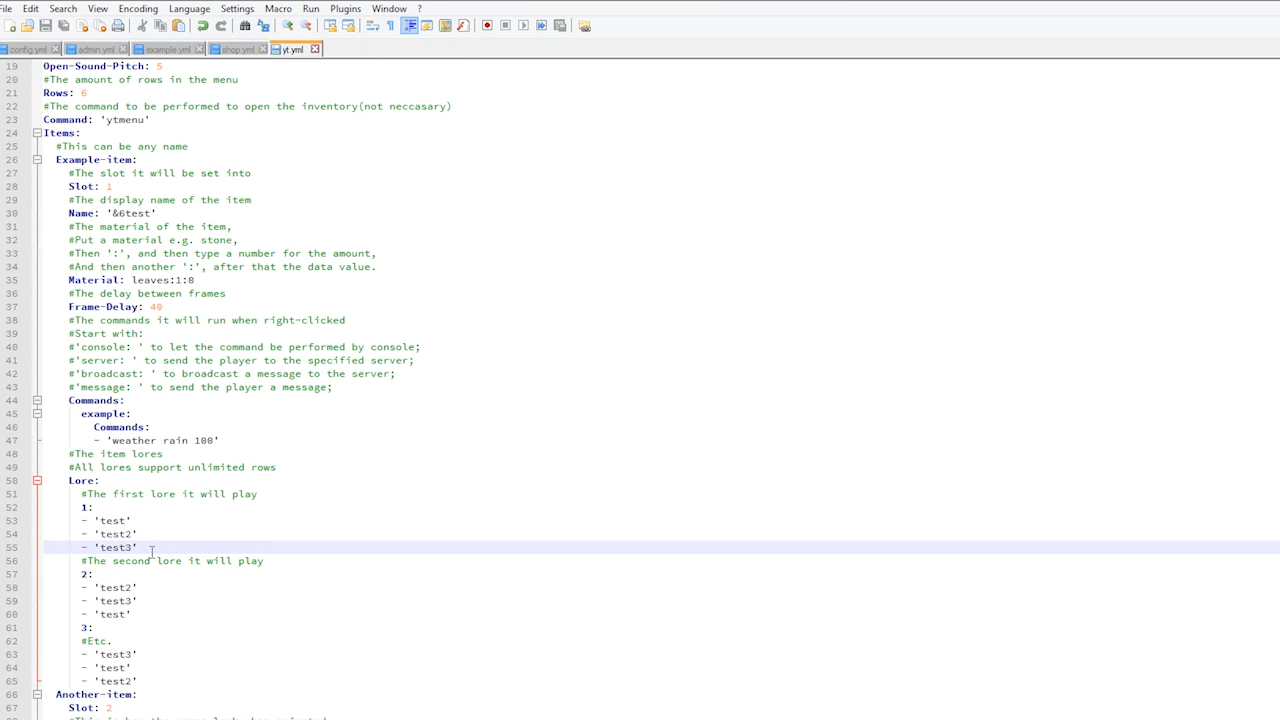 File Edit Search View Encoding Language Settings Macro Run Plugins Window ?
config.yml admin.yml example.yml shop.yml yt.yml
19 Open-Sound-Pitch: 5
20 #The amount of rows in the menu
21 Rows: 6
22 #The command to be performed to open the inventory(not neccasary)
23 Command: 'ytmenu'
24 Items:
25 #This can be any name
26 Example-item:
27 #The slot it will be set into
28 Slot: 1
29 #The display name of the item
30 Name: '&6test'
31 #The material of the item,
32 #Put a material e.g. stone,
33 #Then ':', and then type a number for the amount,
34 #And then another ':', after that the data value.
35 Material: leaves:1:0
36 #The delay between frames
37 Frame-Delay: 40
38 #The commands it will run when right-clicked
39 #Start with:
40 #'console: ' to let the command be performed by console;
41 #'server: ' to send the player to the specified server;
42 #'broadcast: ' to broadcast a message to the server;
43 #'message: ' to send the player a message;
44 Commands:
45 example:
46 Commands:
47 - 'weather rain 100'
48 #The item lores
49 #All lores support unlimited rows
50 Lore:
51 #The first lore it will play
52 1:
53 - 'test'
54 - 'test2'
55 - 'test3'
56 #The second lore it will play
57 2:
58 - 'test2'
59 - 'test3'
60 - 'test'
61 3:
62 #Etc.
63 - 'test3'
64 - 'test'
65 - 'test2'
66 Another-item:
67 Slot: 2